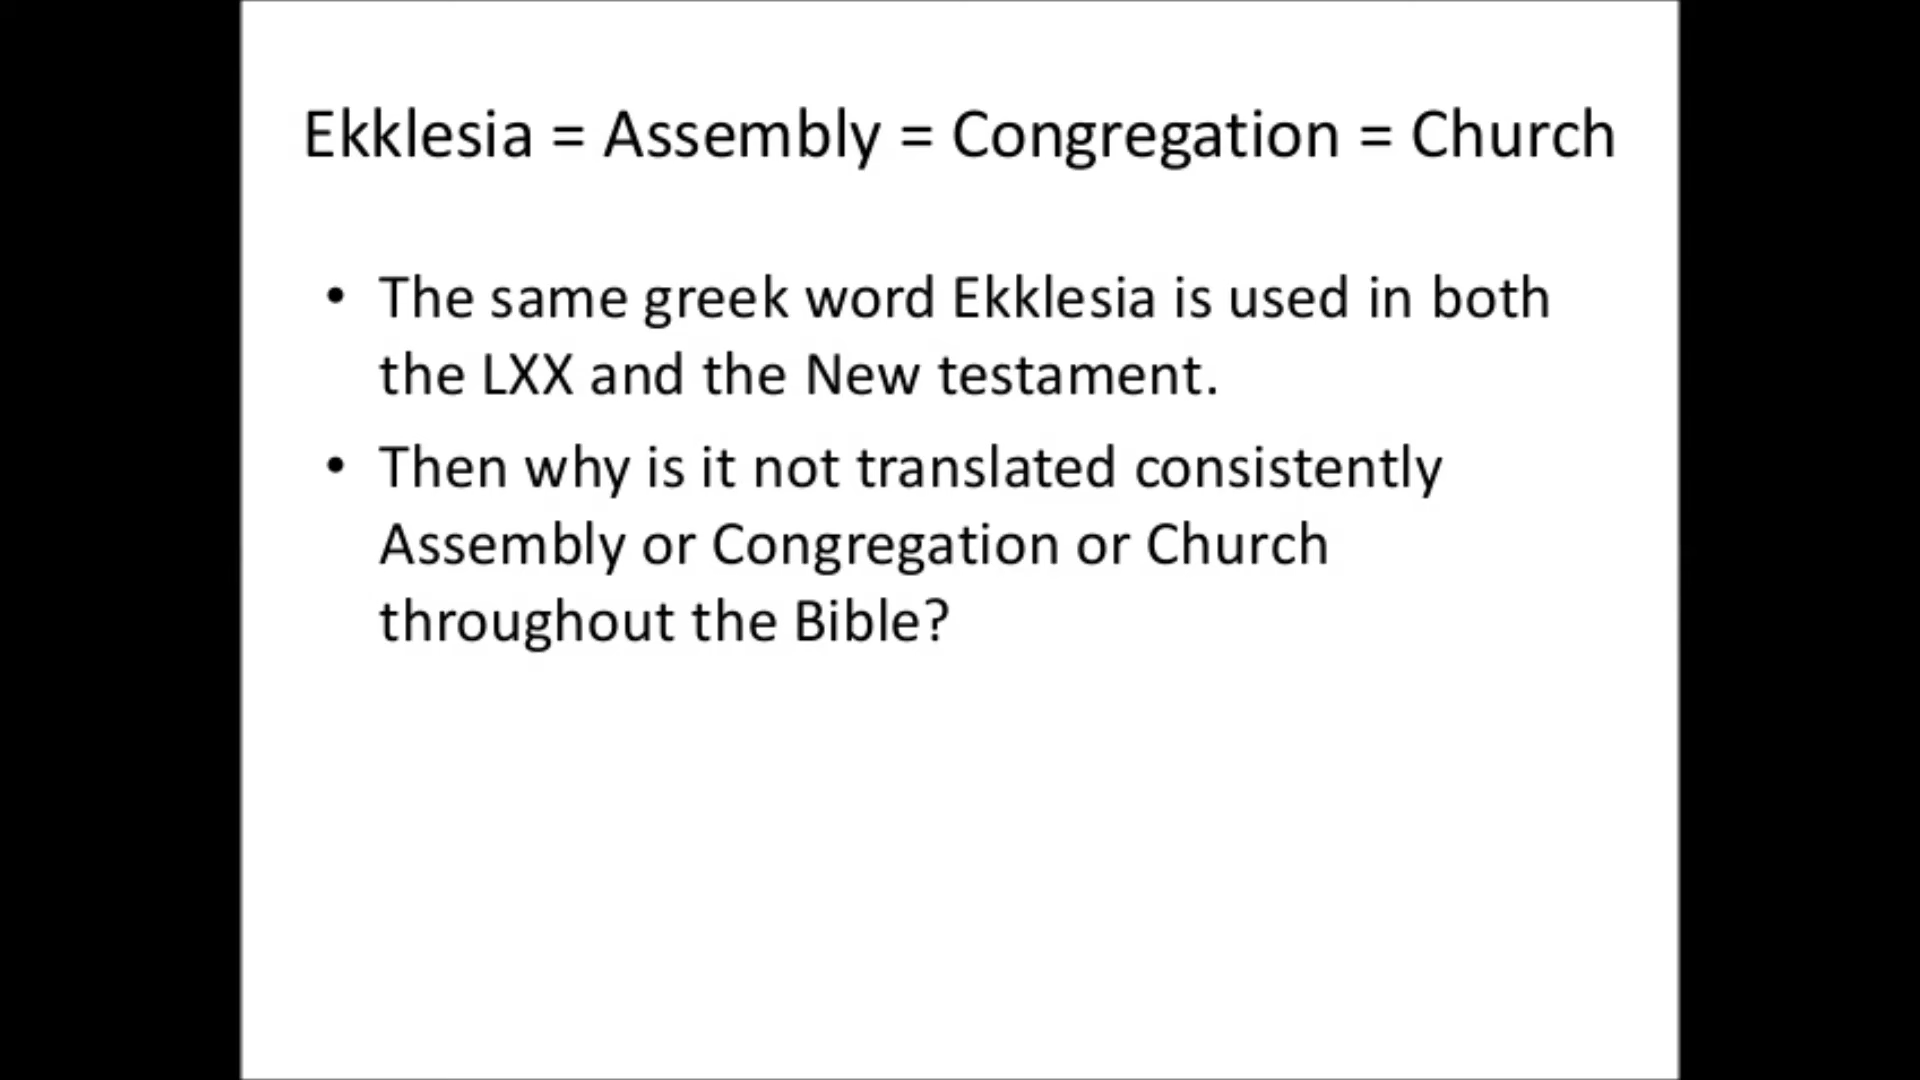 Ekklesia = Assembly = Congregation = Church
• The same greek word Ekklesia is used in both
the LXX and the New testament.
• Then why is it not translated consistently
Assembly or Congregation or Church
throughout the Bible?